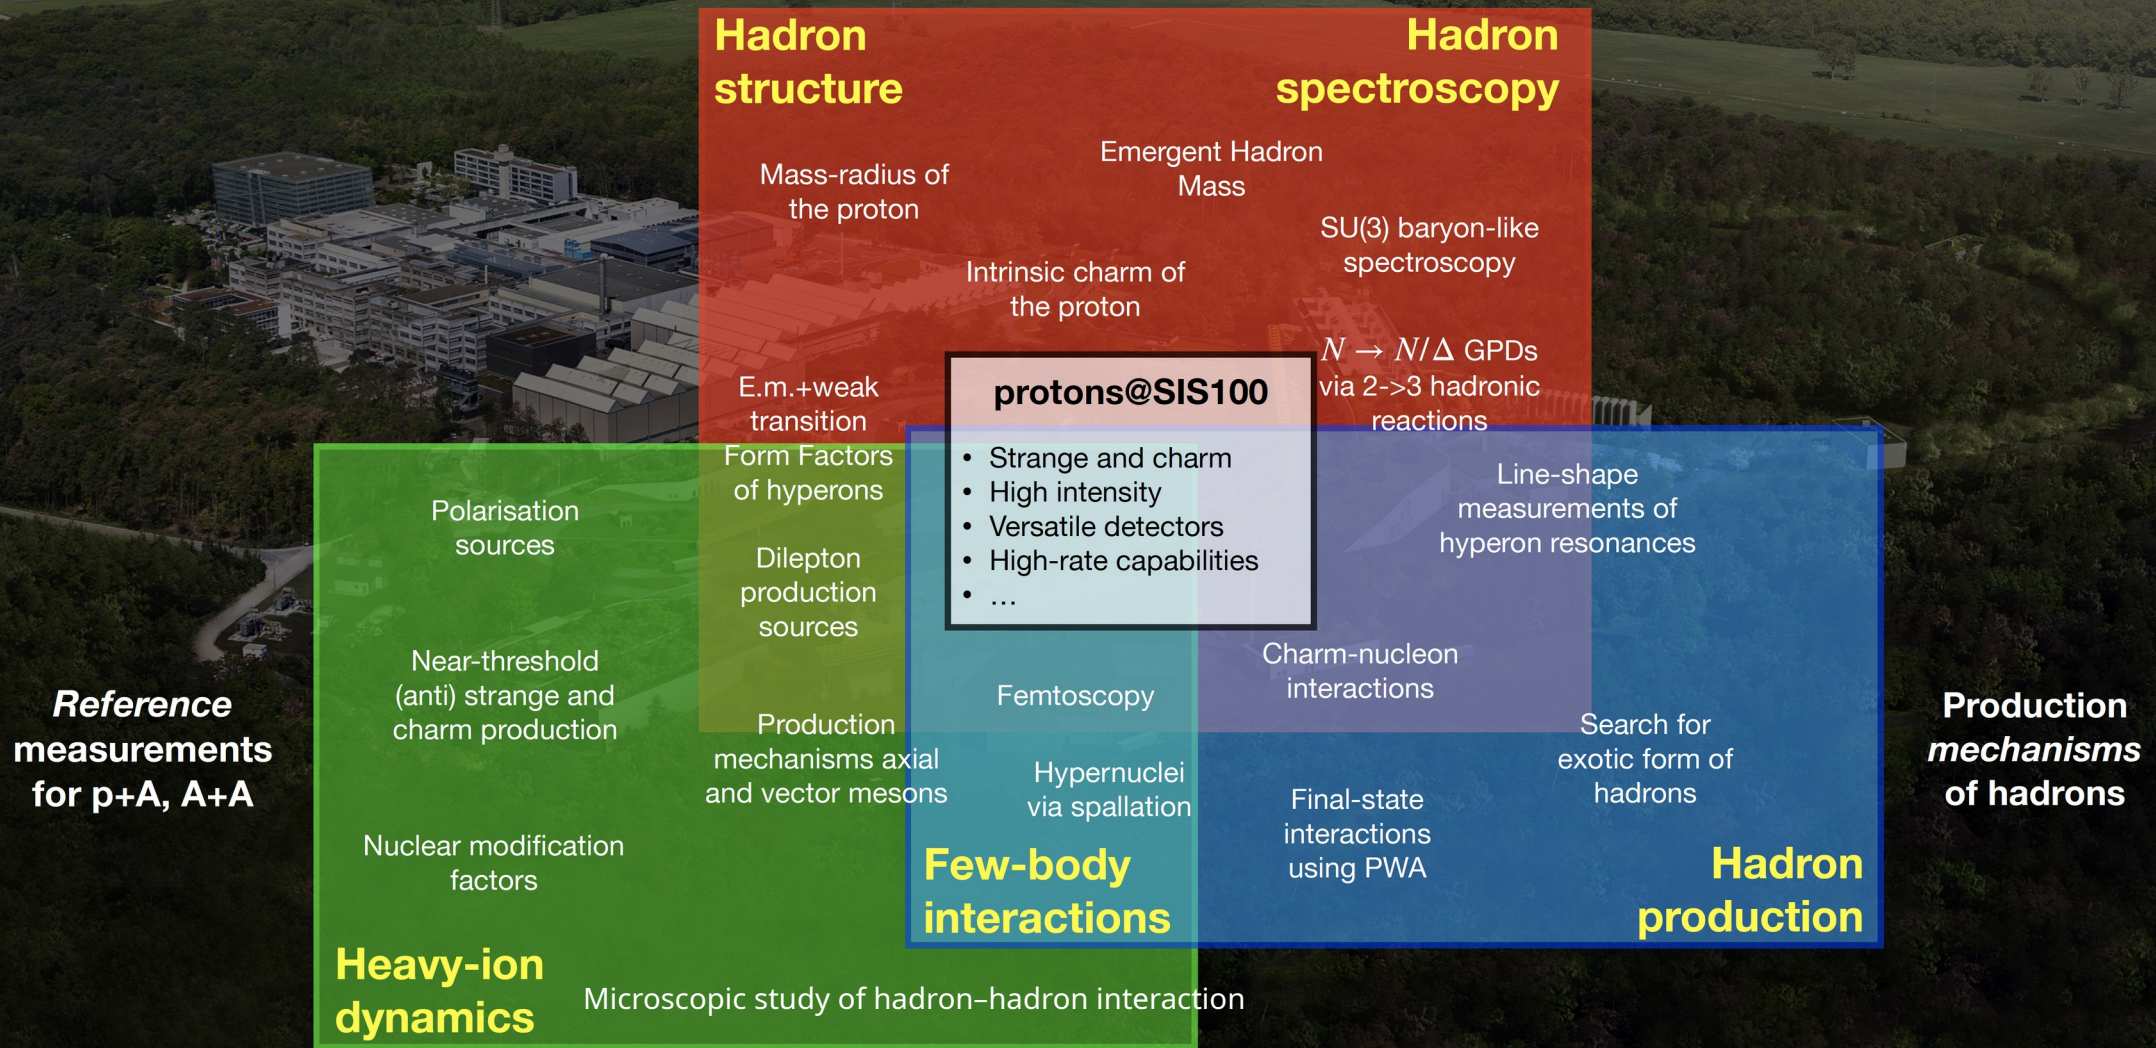 Hadron
structure
Hadron
spectroscopy
Emergent Hadron
Mass
Mass-radius of
the proton
SU(3) baryon-like
spectroscopy
Intrinsic charm of
the proton
N → N/Δ GPDs
via 2->3 hadronic
reactions
E.m.+weak
transition
Form Factors
of hyperons
protons@SIS100
• Strange and charm
• High intensity
• Versatile detectors
• High-rate capabilities
• …
Line-shape
measurements of
hyperon resonances
Polarisation
sources
Dilepton
production
sources
Near-threshold
(anti) strange and
charm production
Femtoscopy
Charm-nucleon
interactions
Reference
measurements
for p+A, A+A
Production
mechanisms axial
and vector mesons
Hypernuclei
via spallation
Final-state
interactions
using PWA
Search for
exotic form of
hadrons
Production
mechanisms
of hadrons
Nuclear modification
factors
Few-body
interactions
Hadron
production
Heavy-ion
dynamics
Microscopic study of hadron–hadron interaction